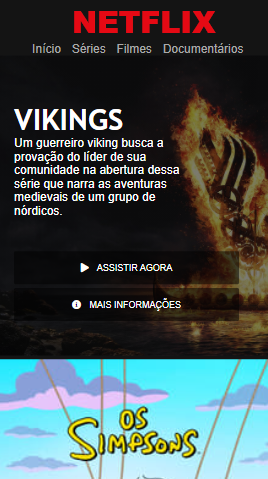 NETFLIX
Início Séries Filmes Documentários
VIKINGS
Um guerreiro viking busca a
provação do líder de sua
comunidade na abertura dessa
série que narra as aventuras
medievais de um grupo de
nórdicos.
ASSISTIR AGORA
MAIS INFORMAÇÕES
OS
SIMPSONS